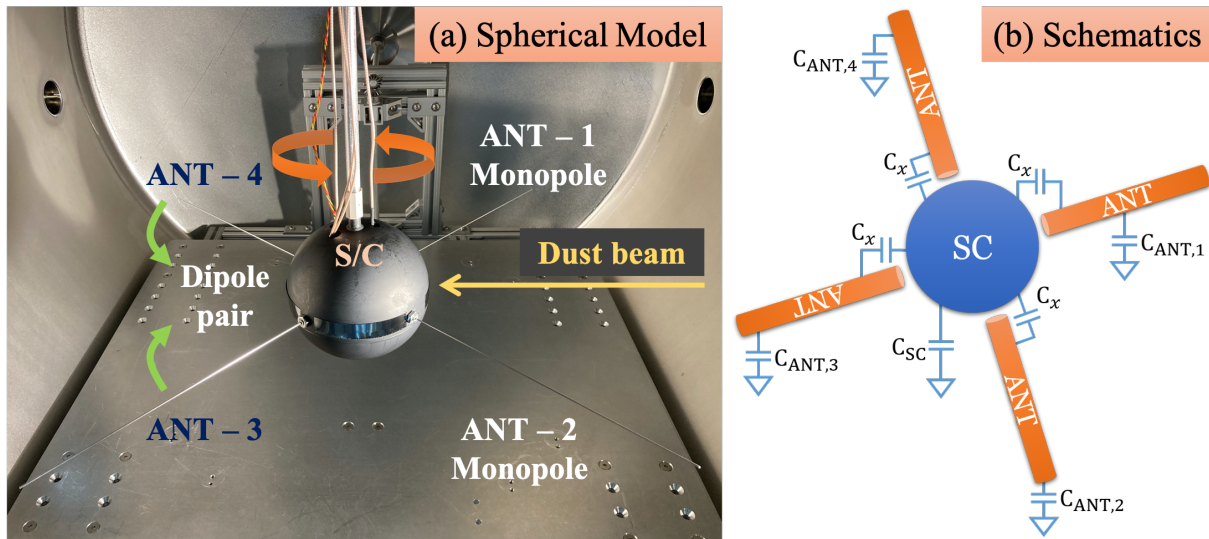 (a) Spherical Model
ANT – 1
Monopole
ANT – 4
S/C
Dust beam
Dipole
pair
ANT – 3
ANT – 2
Monopole
(b) Schematics
C_ANT,4
ANT
C_x
C_x
ANT
C_x
SC
C_ANT,1
ANT
C_x
C_SC
C_ANT,3
ANT
C_ANT,2